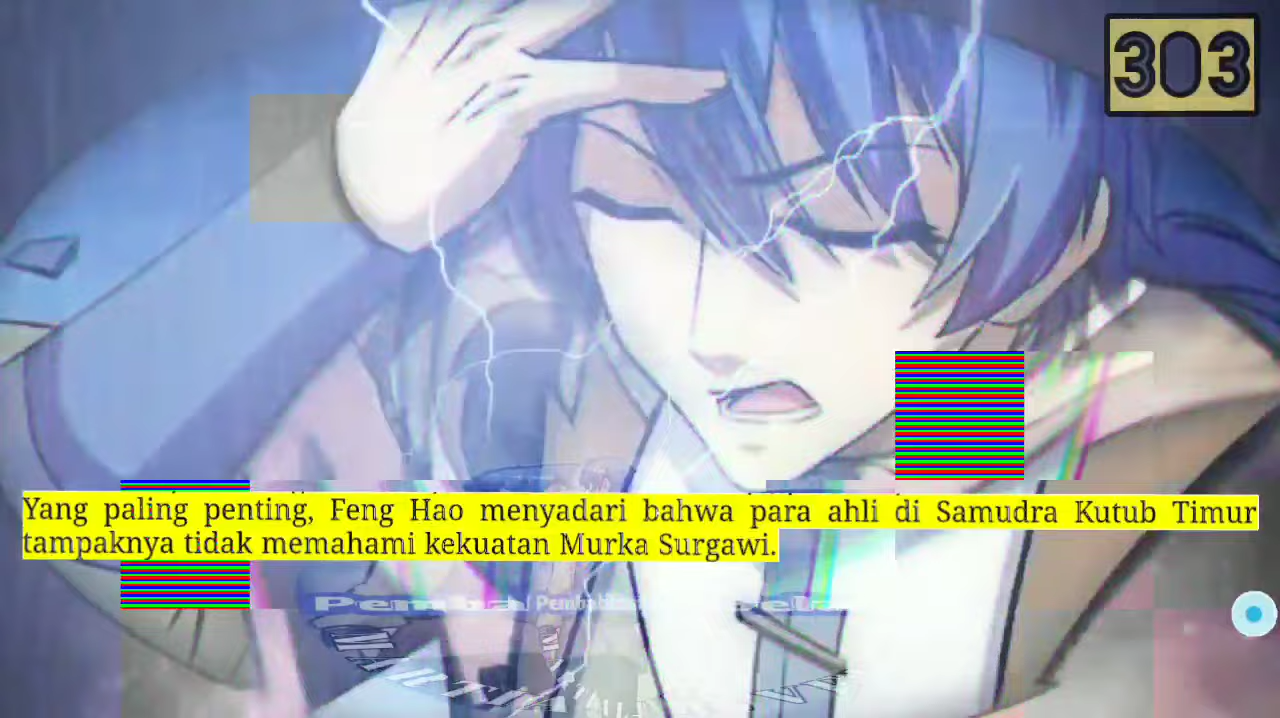 303
Yang paling penting, Feng Hao menyadari bahwa para ahli di Samudra Kutub Timur
tampaknya tidak memahami kekuatan Murka Surgawi.